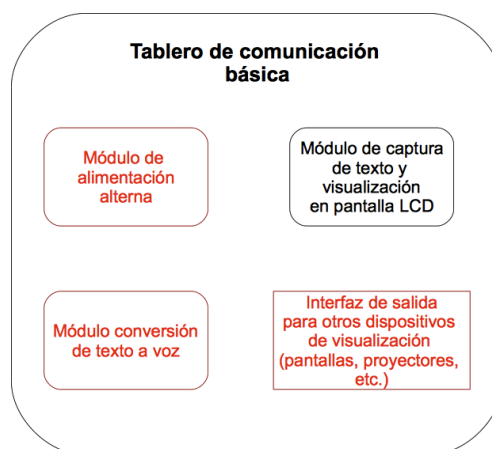 Tablero de comunicación
básica
Módulo de
alimentación
alterna
Módulo de captura
de texto y
visualización
en pantalla LCD
Módulo conversión
de texto a voz
Interfaz de salida
para otros dispositivos
de visualización
(pantallas, proyectores,
etc.)